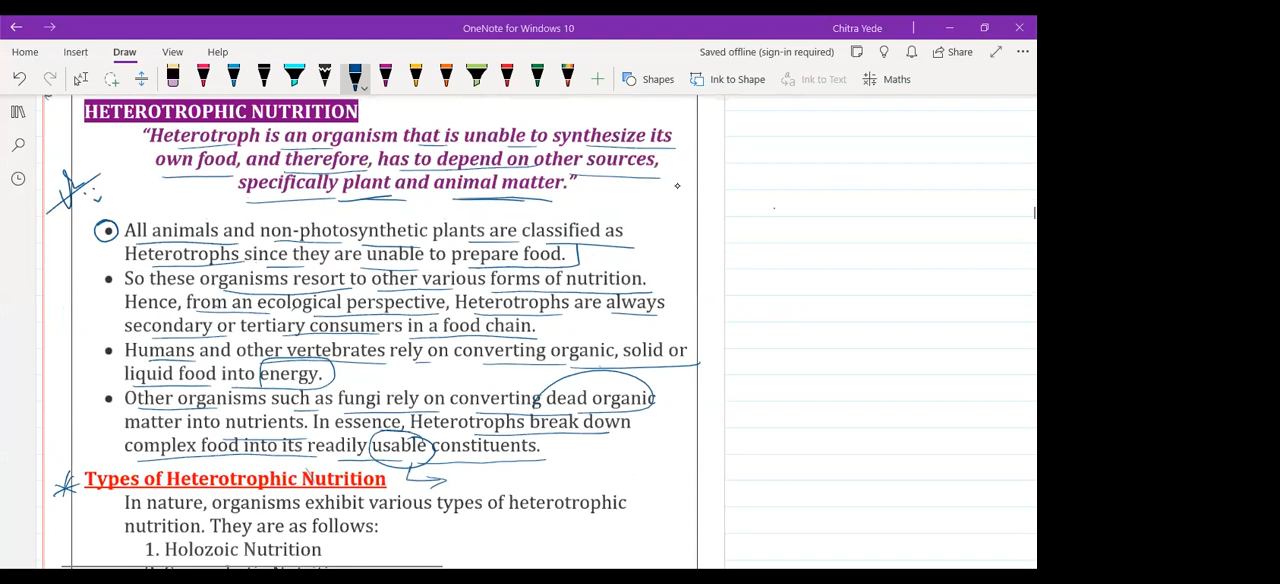 OneNote for Windows 10
Chitra Yede
Home Insert Draw View Help
Saved offline (sign-in required)
Share
Shapes
Ink to Shape
Ink to Text
Maths
HETEROTROPHIC NUTRITION
“Heterotroph is an organism that is unable to synthesize its
own food, and therefore, has to depend on other sources,
specifically plant and animal matter.”
• All animals and non-photosynthetic plants are classified as
Heterotrophs since they are unable to prepare food.
• So these organisms resort to other various forms of nutrition.
Hence, from an ecological perspective, Heterotrophs are always
secondary or tertiary consumers in a food chain.
• Humans and other vertebrates rely on converting organic, solid or
liquid food into energy.
• Other organisms such as fungi rely on converting dead organic
matter into nutrients. In essence, Heterotrophs break down
complex food into its readily usable constituents.
Types of Heterotrophic Nutrition
In nature, organisms exhibit various types of heterotrophic
nutrition. They are as follows:
1. Holozoic Nutrition